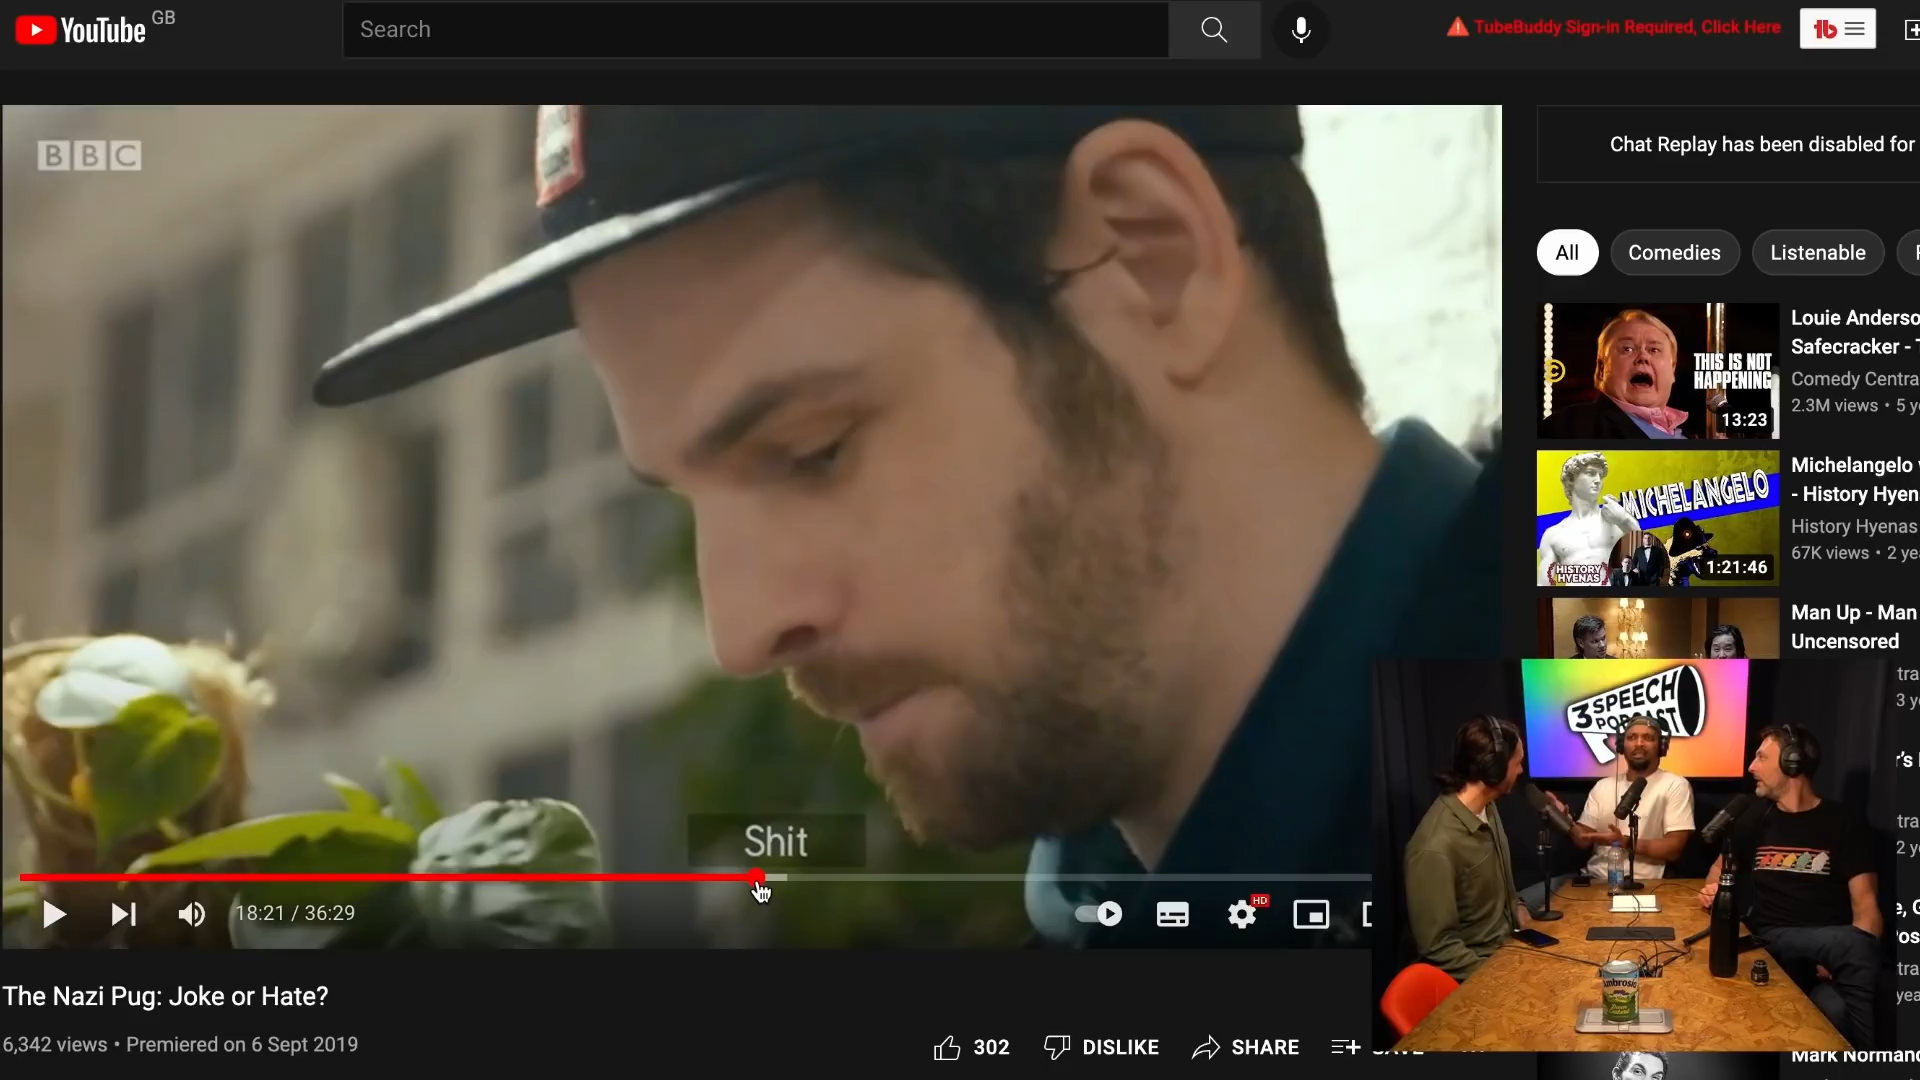 YouTube GB
Search
TubeBuddy Sign-in Required, Click Here
tb
BBC
Shit
18:21 / 36:29
HD
The Nazi Pug: Joke or Hate?
6,342 views • Premiered on 6 Sept 2019
302
DISLIKE
SHARE
Chat Replay has been disabled for
All
Comedies
Listenable
THIS IS NOT
HAPPENING
13:23
Louie Anderso
Safecracker -
Comedy Centra
2.3M views • 5 y
MICHELANGELO
HISTORY
HYENAS
1:21:46
Michelangelo
- History Hyen
History Hyenas
67K views • 2 ye
Man Up - Man
Uncensored
3 SPEECH
PODCAST
Ambrosia
Mark Normand